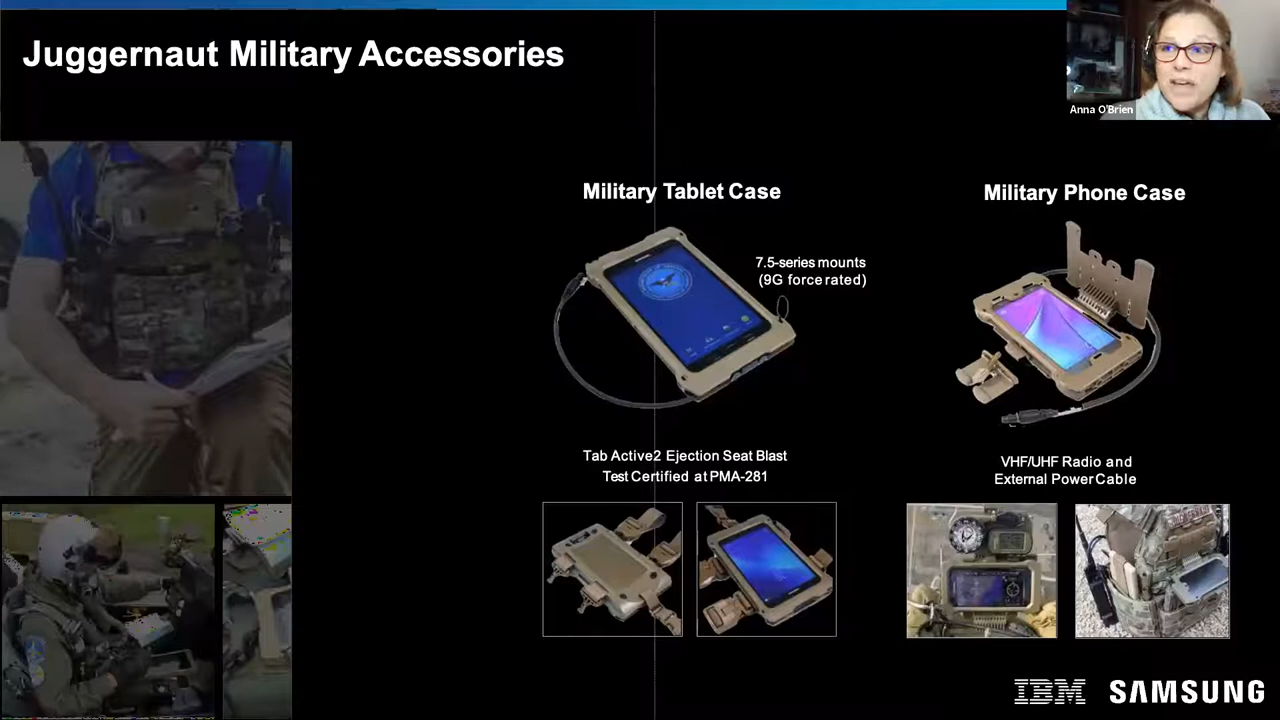 Juggernaut Military Accessories
Anna O'Brien
Military Tablet Case
7.5-series mounts
(9G force rated)
Tab Active2 Ejection Seat Blast
Test Certified at PMA-281
Military Phone Case
VHF/UHF Radio and
External Power Cable
IBM SAMSUNG